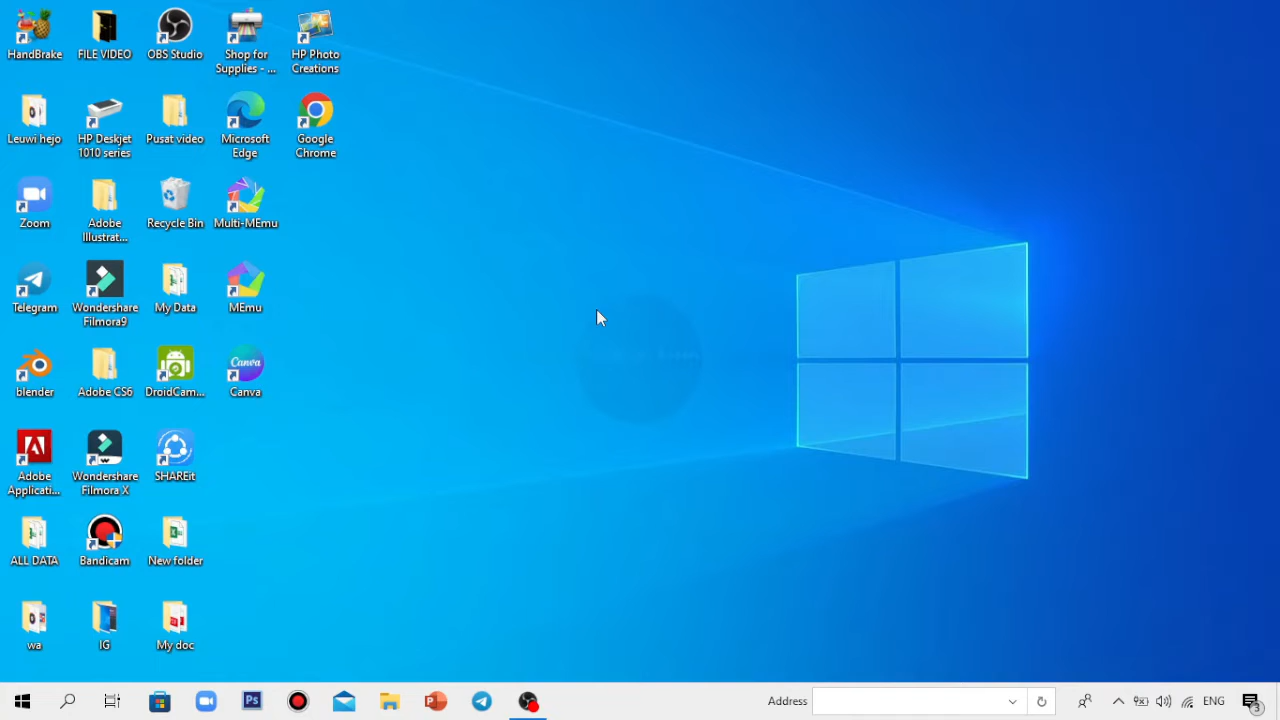 HandBrake
FILE VIDEO
OBS Studio
Shop for
Supplies - ...
HP Photo
Creations
Leuwi hejo
HP Deskjet
1010 series
Pusat video
Microsoft
Edge
Google
Chrome
Zoom
Adobe
Illustrat...
Recycle Bin
Multi-MEmu
Telegram
Wondershare
Filmora9
My Data
MEmu
blender
Adobe CS6
DroidCam...
Canva
Canva
Adobe
Applicati...
Wondershare
Filmora X
SHAREit
ALL DATA
Bandicam
New folder
wa
IG
My doc
Ps
Address
ENG
3